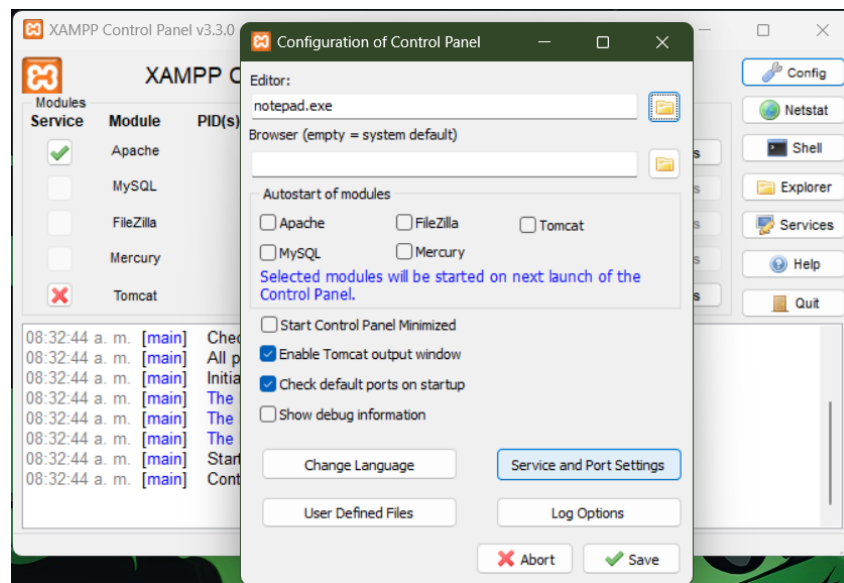 XAMPP Control Panel v3.3.0
XAMPP C
Modules
Service Module PID(s)
Apache
MySQL
FileZilla
Mercury
Tomcat
08:32:44 a. m. [main] Chec
08:32:44 a. m. [main] All p
08:32:44 a. m. [main] Initia
08:32:44 a. m. [main] The
08:32:44 a. m. [main] The
08:32:44 a. m. [main] The
08:32:44 a. m. [main] Start
08:32:44 a. m. [main] Cont
Configuration of Control Panel
Editor:
notepad.exe
Browser (empty = system default)
Autostart of modules
Apache FileZilla Tomcat
MySQL Mercury
Selected modules will be started on next launch of the
Control Panel.
Start Control Panel Minimized
Enable Tomcat output window
Check default ports on startup
Show debug information
Change Language Service and Port Settings
User Defined Files Log Options
Abort Save
s
s
s
s
s
Config
Netstat
Shell
Explorer
Services
Help
Quit